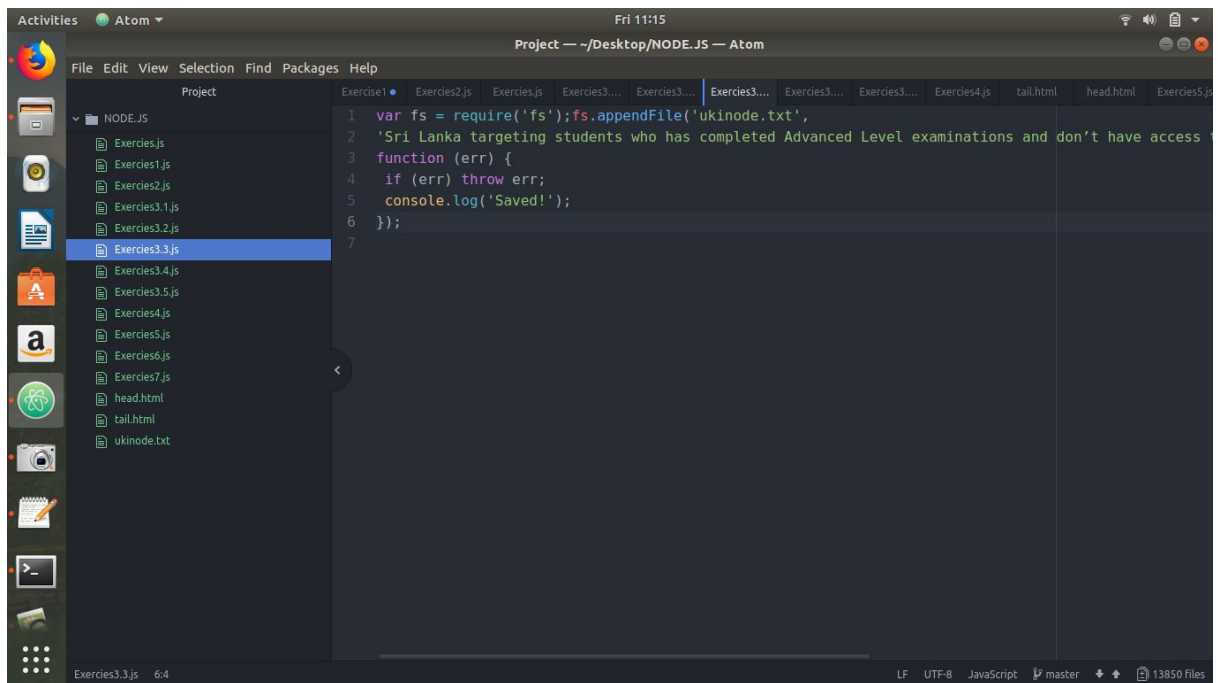 Activities Atom Fri 11:15
Project — ~/Desktop/NODE.JS — Atom
File Edit View Selection Find Packages Help
Project
Exercise1 Exercies2.js Exercies.js Exercies3.... Exercies3.... Exercies3.... Exercies3.... Exercies3.... Exercies4.js tail.html head.html Exercies5.js
NODE.JS
Exercies.js
Exercies1.js
Exercies2.js
Exercies3.1.js
Exercies3.2.js
Exercies3.3.js
Exercies3.4.js
Exercies3.5.js
Exercies4.js
Exercies5.js
Exercies6.js
Exercies7.js
head.html
tail.html
ukinode.txt
1 var fs = require('fs');fs.appendFile('ukinode.txt',
2 'Sri Lanka targeting students who has completed Advanced Level examinations and don’t have access
3 function (err) {
4 if (err) throw err;
5 console.log('Saved!');
6 });
7
Exercies3.3.js 6:4
LF UTF-8 JavaScript master 13850 files